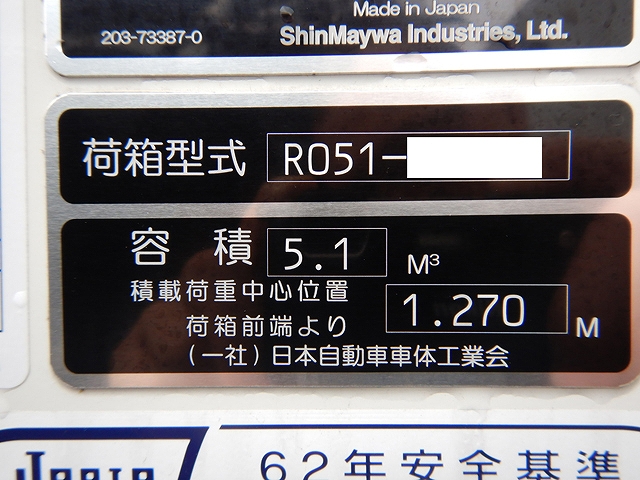 Made in Japan
203-73387-0 ShinMaywa Industries, Ltd.
荷箱型式 R051-
容積 5.1 M³
積載荷重中心位置
荷箱前端より 1.270 M
(一社)日本自動車車体工業会
62年安全基準